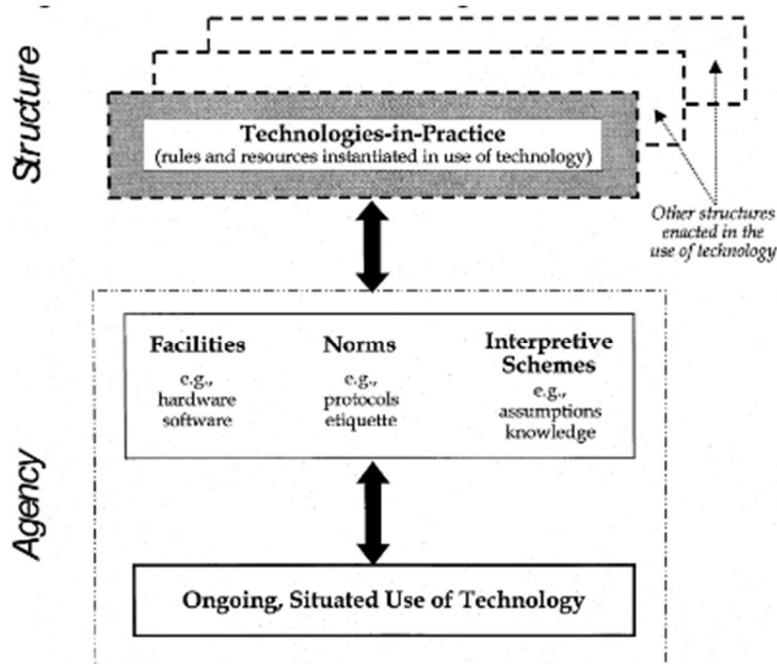 Structure
Technologies-in-Practice
(rules and resources instantiated in use of technology)
Other structures
enacted in the
use of technology
Agency
Facilities
e.g.,
hardware
software
Norms
e.g.,
protocols
etiquette
Interpretive
Schemes
e.g.,
assumptions
knowledge
Ongoing, Situated Use of Technology